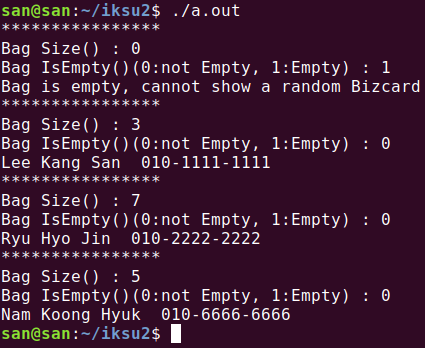 san@san:~/iksu2$ ./a.out
****************
Bag Size() : 0
Bag IsEmpty()(0:not Empty, 1:Empty) : 1
Bag is empty, cannot show a random Bizcard
****************
Bag Size() : 3
Bag IsEmpty()(0:not Empty, 1:Empty) : 0
Lee Kang San  010-1111-1111
****************
Bag Size() : 7
Bag IsEmpty()(0:not Empty, 1:Empty) : 0
Ryu Hyo Jin  010-2222-2222
****************
Bag Size() : 5
Bag IsEmpty()(0:not Empty, 1:Empty) : 0
Nam Koong Hyuk  010-6666-6666
san@san:~/iksu2$